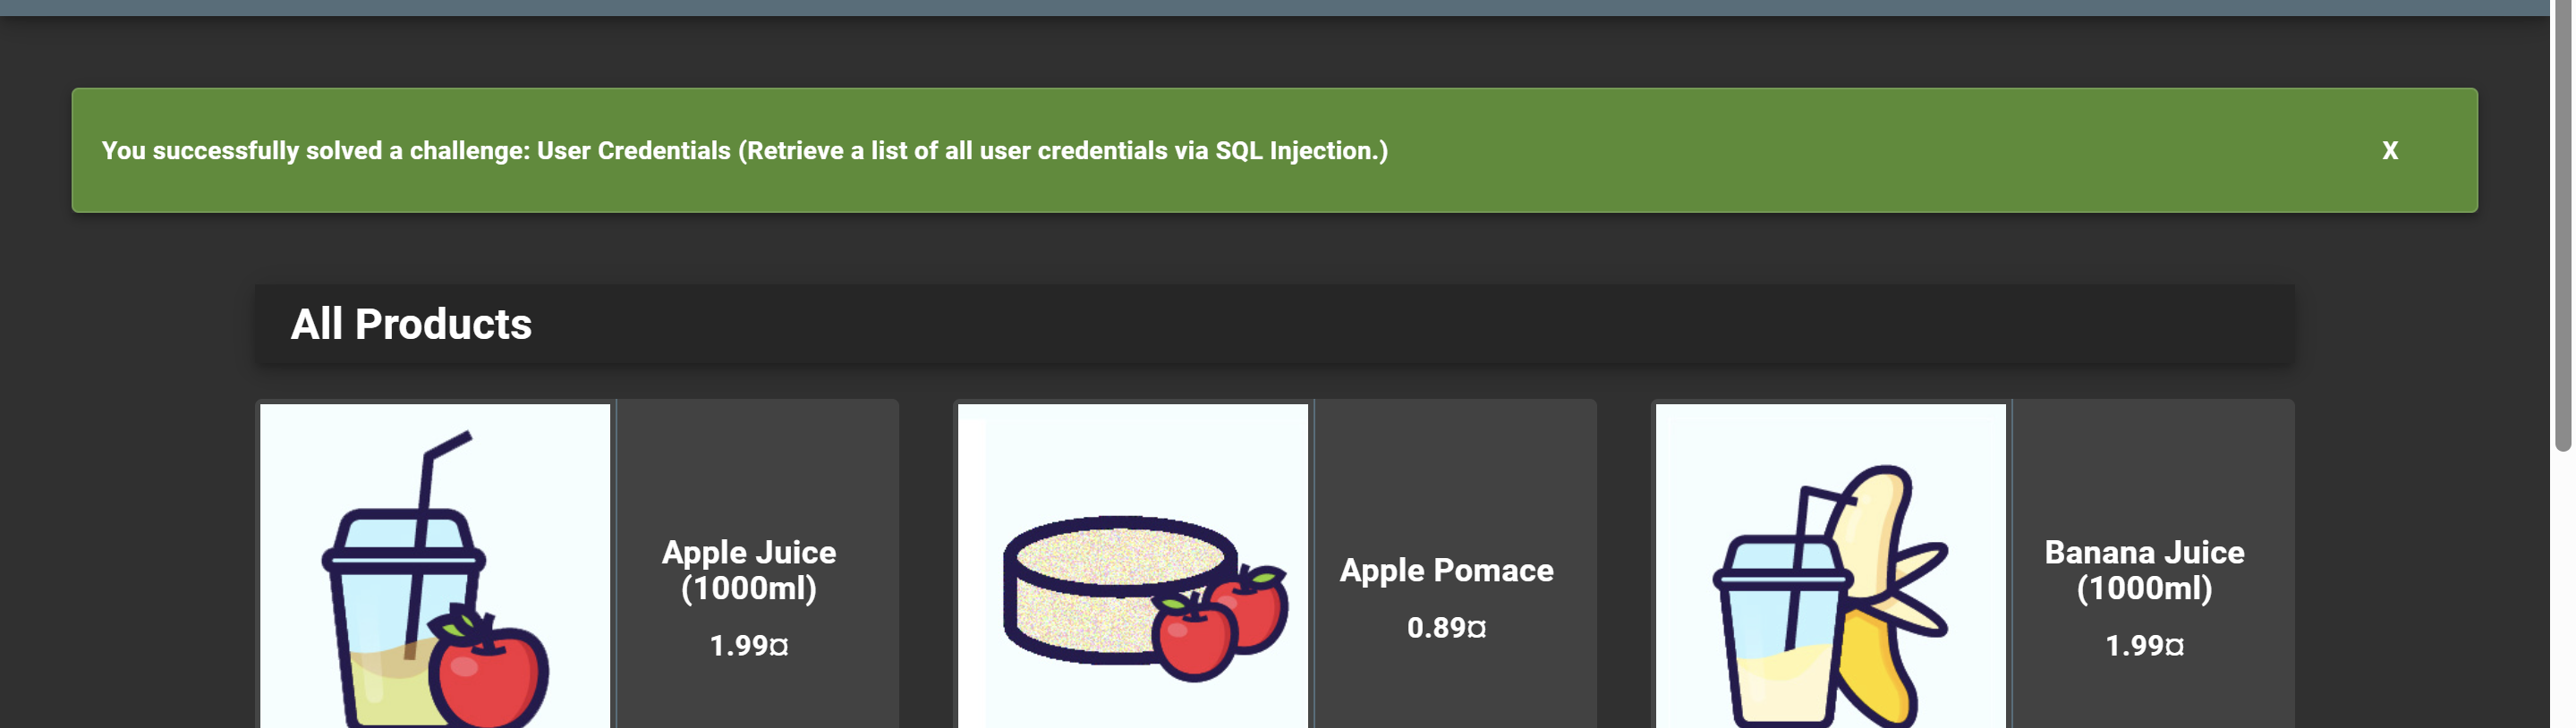 You successfully solved a challenge: User Credentials (Retrieve a list of all user credentials via SQL Injection.)
X
All Products
Apple Juice
(1000ml)
1.99¤
Apple Pomace
0.89¤
Banana Juice
(1000ml)
1.99¤